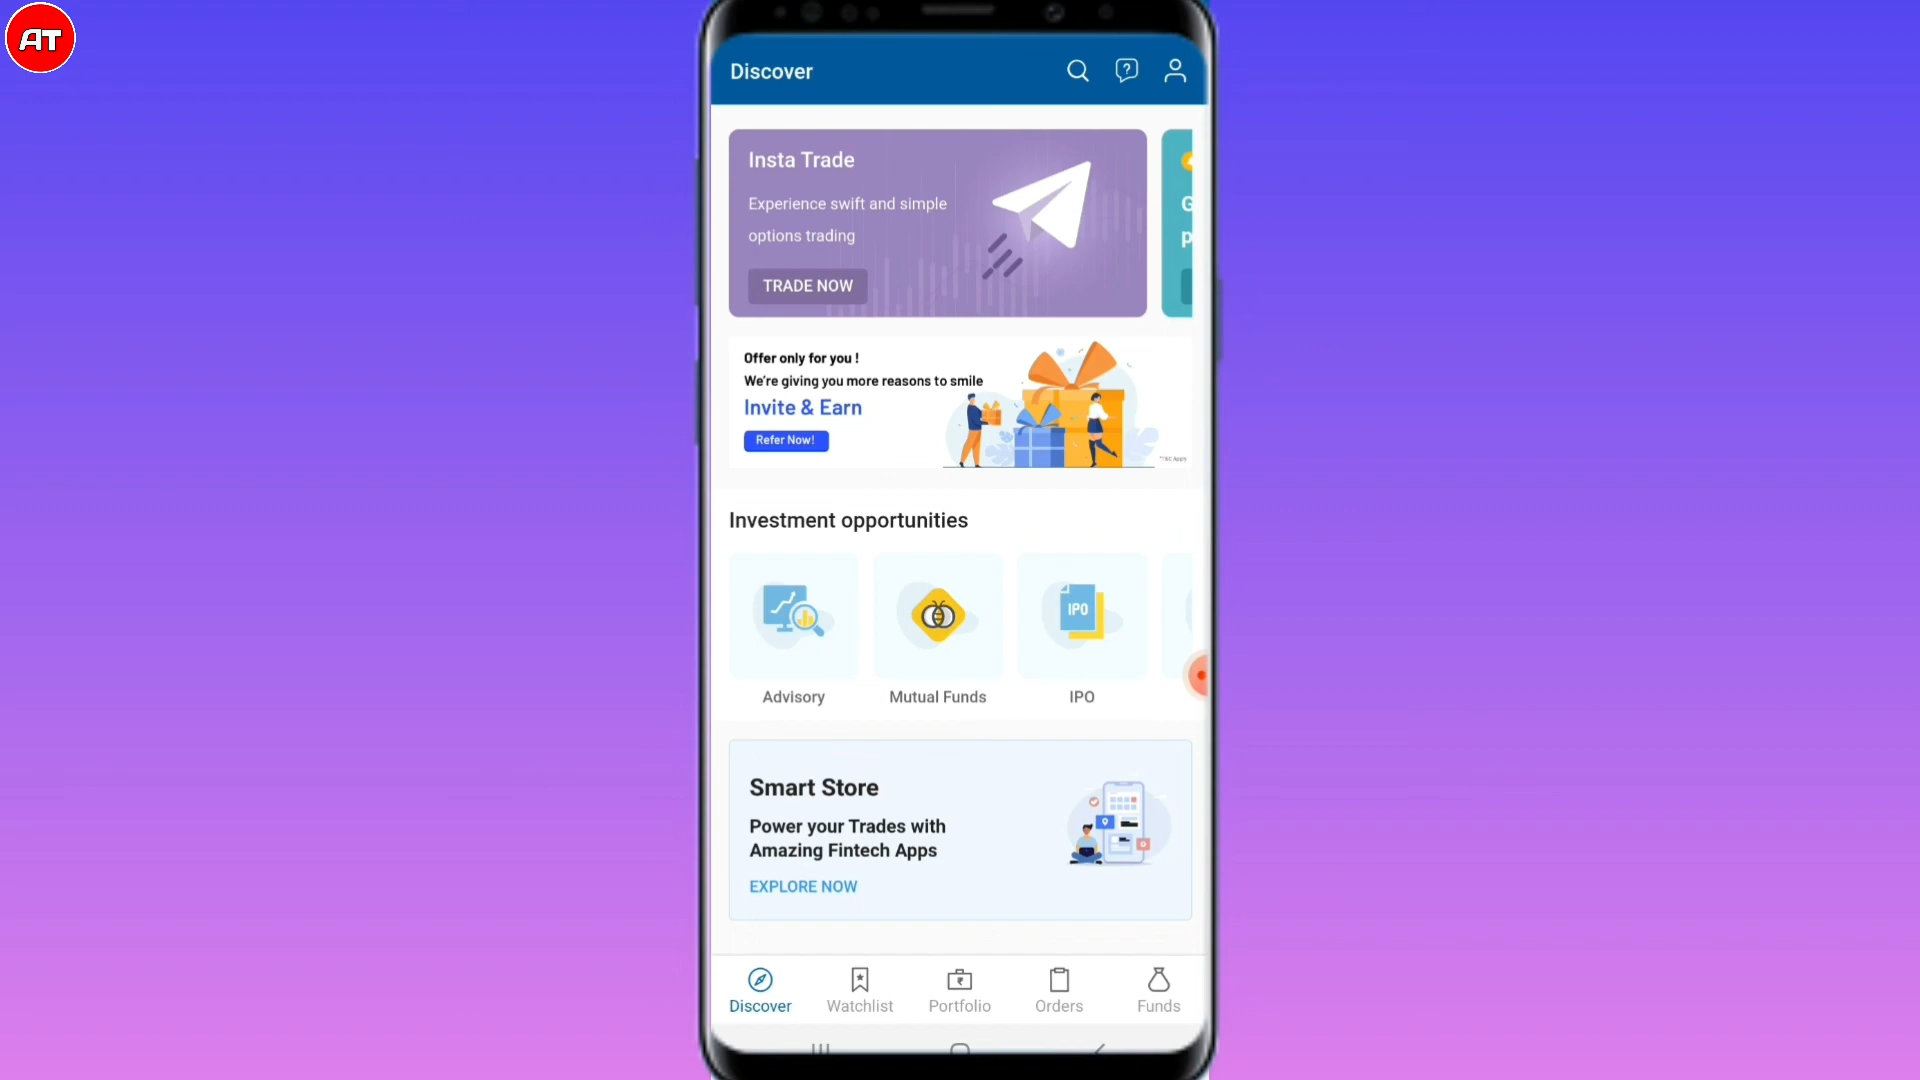 AT
Discover
Insta Trade
Experience swift and simple
options trading
TRADE NOW
G
p
Offer only for you !
We're giving you more reasons to smile
Invite & Earn
Refer Now!
*T&C Apply
Investment opportunities
IPO
Advisory
Mutual Funds
IPO
Smart Store
Power your Trades with
Amazing Fintech Apps
EXPLORE NOW
Discover
Watchlist
Portfolio
Orders
Funds